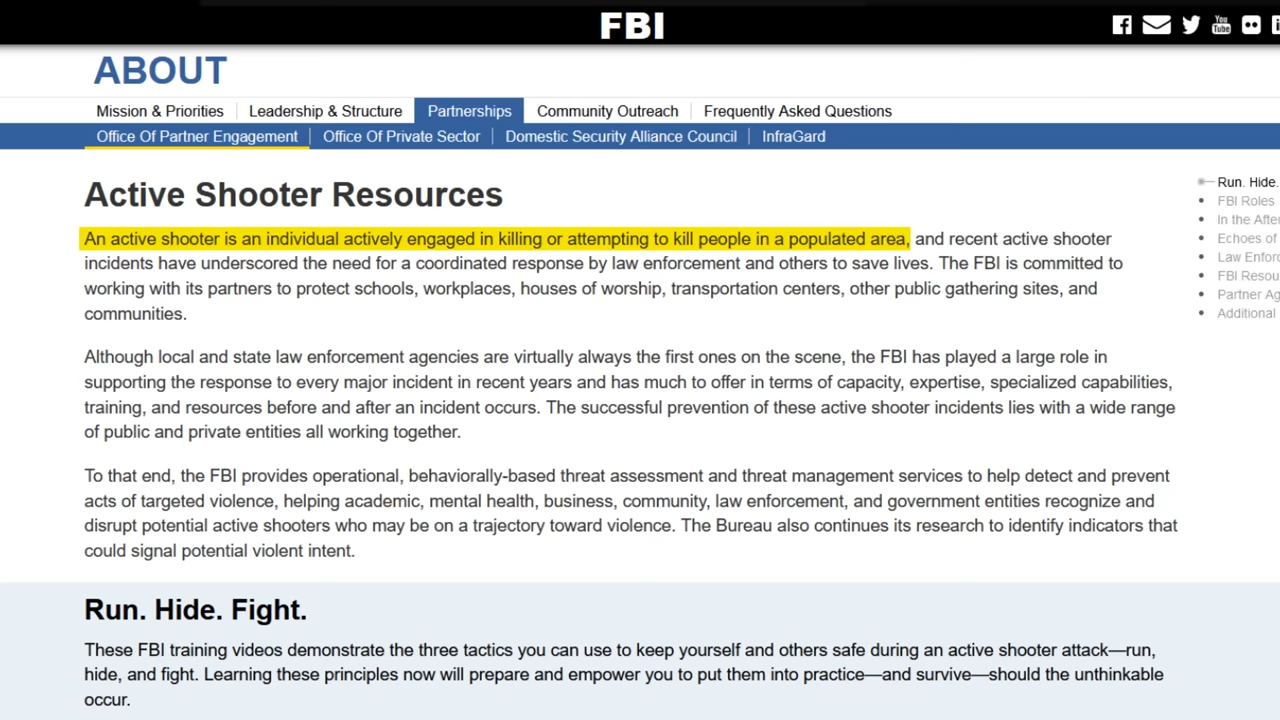 FBI
You
Tube
ABOUT
Mission & Priorities
Leadership & Structure
Partnerships
Community Outreach
Frequently Asked Questions
Office Of Partner Engagement
Office Of Private Sector
Domestic Security Alliance Council
InfraGard
Active Shooter Resources
An active shooter is an individual actively engaged in killing or attempting to kill people in a populated area, and recent active shooter
incidents have underscored the need for a coordinated response by law enforcement and others to save lives. The FBI is committed to
working with its partners to protect schools, workplaces, houses of worship, transportation centers, other public gathering sites, and
communities.
Although local and state law enforcement agencies are virtually always the first ones on the scene, the FBI has played a large role in
supporting the response to every major incident in recent years and has much to offer in terms of capacity, expertise, specialized capabilities,
training, and resources before and after an incident occurs. The successful prevention of these active shooter incidents lies with a wide range
of public and private entities all working together.
To that end, the FBI provides operational, behaviorally-based threat assessment and threat management services to help detect and prevent
acts of targeted violence, helping academic, mental health, business, community, law enforcement, and government entities recognize and
disrupt potential active shooters who may be on a trajectory toward violence. The Bureau also continues its research to identify indicators that
could signal potential violent intent.
Run. Hide. Fight.
These FBI training videos demonstrate the three tactics you can use to keep yourself and others safe during an active shooter attack—run,
hide, and fight. Learning these principles now will prepare and empower you to put them into practice—and survive—should the unthinkable
occur.
Run. Hide.
FBI Roles
In the After
Echoes of
Law Enforc
FBI Resou
Partner Ag
Additional